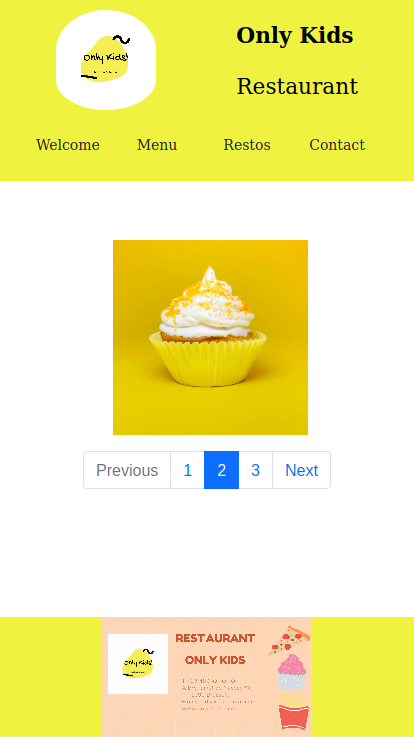 Only Kids!
Only Kids
Restaurant
Welcome Menu Restos Contact
Previous 1 2 3 Next
Only Kids!
RESTAURANT
ONLY KIDS